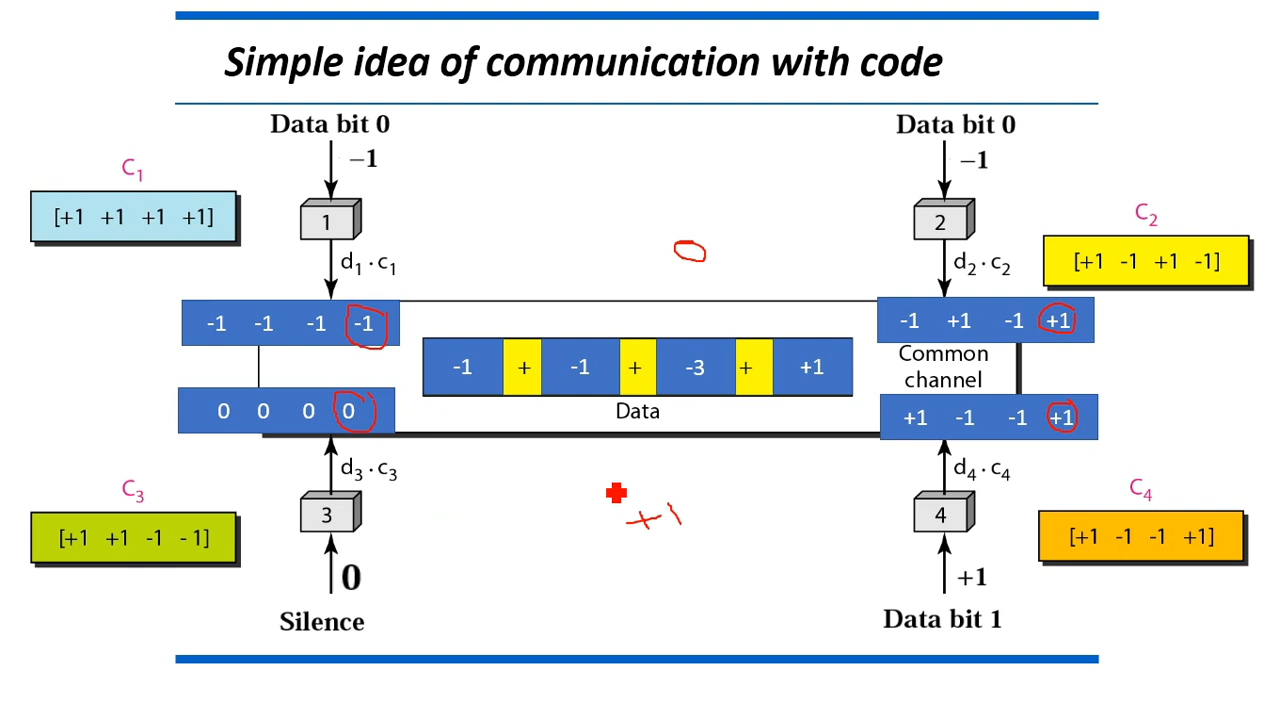 Simple idea of communication with code
Data bit 0
Data bit 0
−1
−1
C1
[+1 +1 +1 +1]
1
2
C2
[+1 -1 +1 -1]
d1 · c1
d2 · c2
-1 -1 -1 -1
-1 +1 -1 +1
Common
channel
-1 + -1 + -3 + +1
Data
0 0 0 0
+1 -1 -1 +1
d3 · c3
d4 · c4
C3
[+1 +1 -1 - 1]
3
4
C4
[+1 -1 -1 +1]
+1
0
+1
Silence
Data bit 1